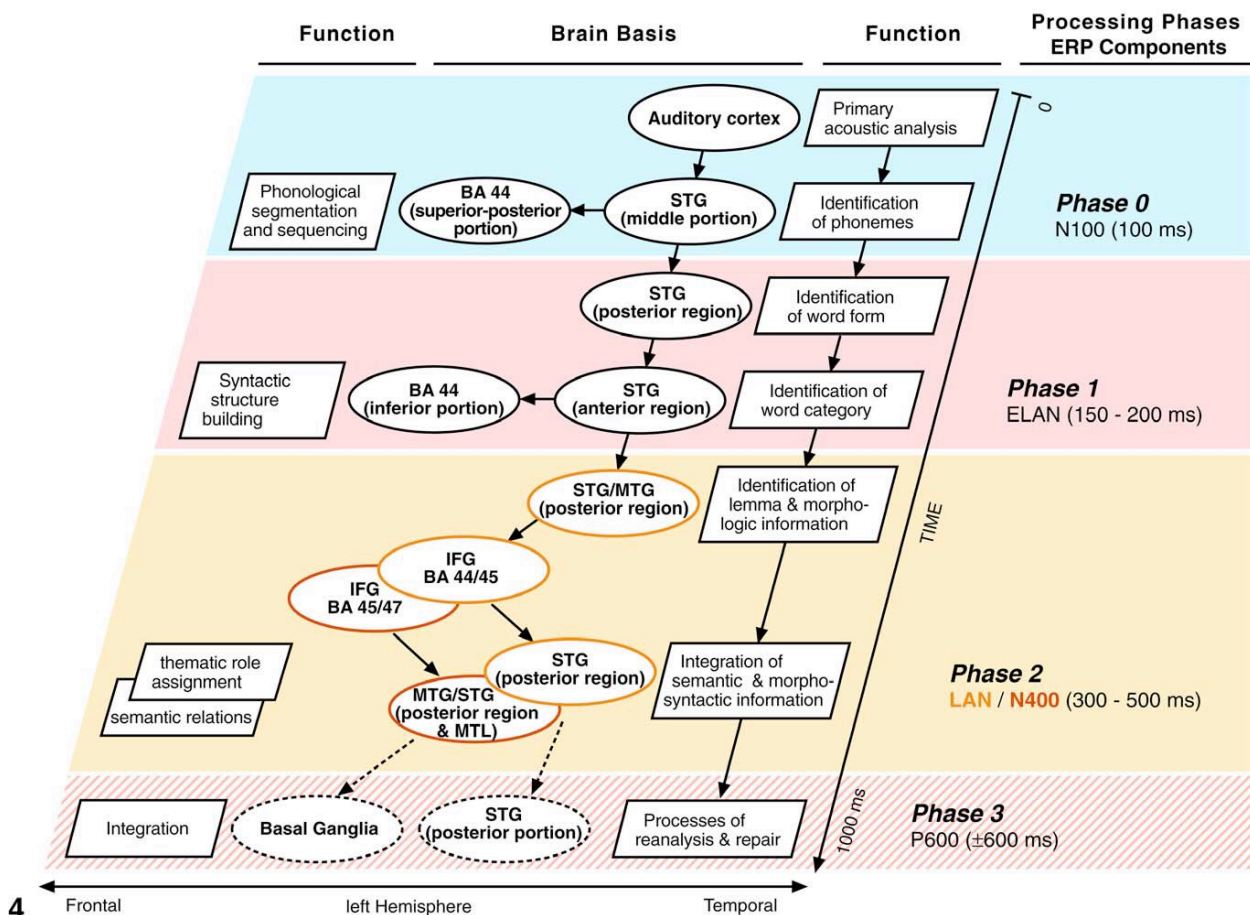 Function
Brain Basis
Function
Processing Phases
ERP Components
Auditory cortex
Primary
acoustic analysis
0
Phonological
segmentation
and sequencing
BA 44
(superior-posterior
portion)
STG
(middle portion)
Identification
of phonemes
Phase 0
N100 (100 ms)
STG
(posterior region)
Identification
of word form
Syntactic
structure
building
BA 44
(inferior portion)
STG
(anterior region)
Identification of
word category
Phase 1
ELAN (150 - 200 ms)
STG/MTG
(posterior region)
Identification of
lemma & morpho-
logic information
TIME
IFG
BA 44/45
IFG
BA 45/47
thematic role
assignment
semantic relations
STG
(posterior region)
MTG/STG
(posterior region
& MTL)
Integration of
semantic & morpho-
syntactic information
Phase 2
LAN / N400 (300 - 500 ms)
Integration
Basal Ganglia
STG
(posterior portion)
Processes of
reanalysis & repair
1000 ms
Phase 3
P600 (±600 ms)
4
Frontal
left Hemisphere
Temporal